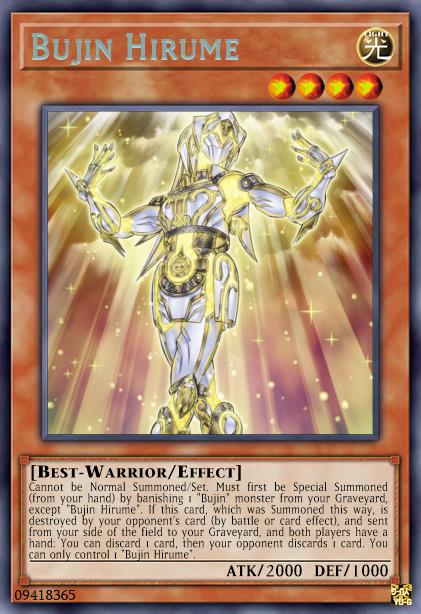 BUJIN HIRUME
LIGHT
光
[BEST-WARRIOR/EFFECT]
Cannot be Normal Summoned/Set. Must first be Special Summoned
(from your hand) by banishing 1 "Bujin" monster from your Graveyard,
except "Bujin Hirume". If this card, which was Summoned this way, is
destroyed by your opponent's card (by battle or card effect), and sent
from your side of the field to your Graveyard, and both players have a
hand: You can discard 1 card, then your opponent discards 1 card. You
can only control 1 "Bujin Hirume".
ATK/2000 DEF/1000
09418365